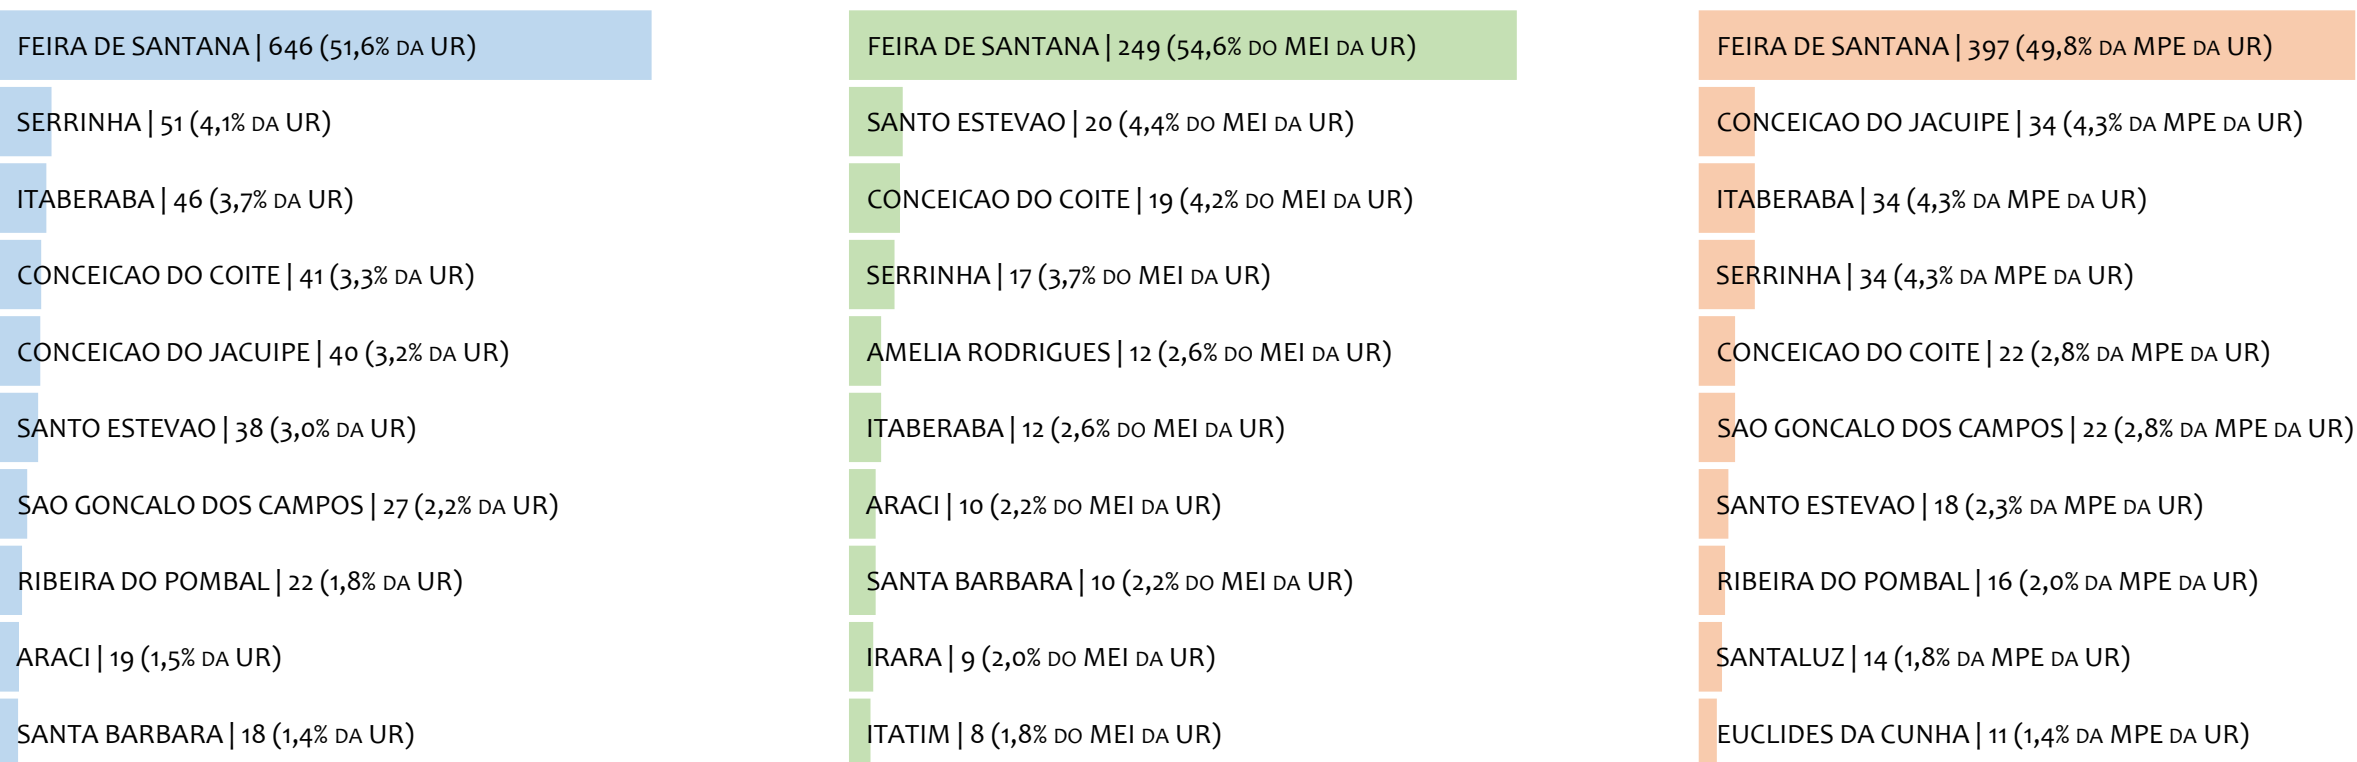 FEIRA DE SANTANA | 646 (51,6% DA UR)
SERRINHA | 51 (4,1% DA UR)
ITABERABA | 46 (3,7% DA UR)
CONCEICAO DO COITE | 41 (3,3% DA UR)
CONCEICAO DO JACUIPE | 40 (3,2% DA UR)
SANTO ESTEVAO | 38 (3,0% DA UR)
SAO GONCALO DOS CAMPOS | 27 (2,2% DA UR)
RIBEIRA DO POMBAL | 22 (1,8% DA UR)
ARACI | 19 (1,5% DA UR)
SANTA BARBARA | 18 (1,4% DA UR)
FEIRA DE SANTANA | 249 (54,6% DO MEI DA UR)
SANTO ESTEVAO | 20 (4,4% DO MEI DA UR)
CONCEICAO DO COITE | 19 (4,2% DO MEI DA UR)
SERRINHA | 17 (3,7% DO MEI DA UR)
AMELIA RODRIGUES | 12 (2,6% DO MEI DA UR)
ITABERABA | 12 (2,6% DO MEI DA UR)
ARACI | 10 (2,2% DO MEI DA UR)
SANTA BARBARA | 10 (2,2% DO MEI DA UR)
IRARA | 9 (2,0% DO MEI DA UR)
ITATIM | 8 (1,8% DO MEI DA UR)
FEIRA DE SANTANA | 397 (49,8% DA MPE DA UR)
CONCEICAO DO JACUIPE | 34 (4,3% DA MPE DA UR)
ITABERABA | 34 (4,3% DA MPE DA UR)
SERRINHA | 34 (4,3% DA MPE DA UR)
CONCEICAO DO COITE | 22 (2,8% DA MPE DA UR)
SAO GONCALO DOS CAMPOS | 22 (2,8% DA MPE DA UR)
SANTO ESTEVAO | 18 (2,3% DA MPE DA UR)
RIBEIRA DO POMBAL | 16 (2,0% DA MPE DA UR)
SANTALUZ | 14 (1,8% DA MPE DA UR)
EUCLIDES DA CUNHA | 11 (1,4% DA MPE DA UR)